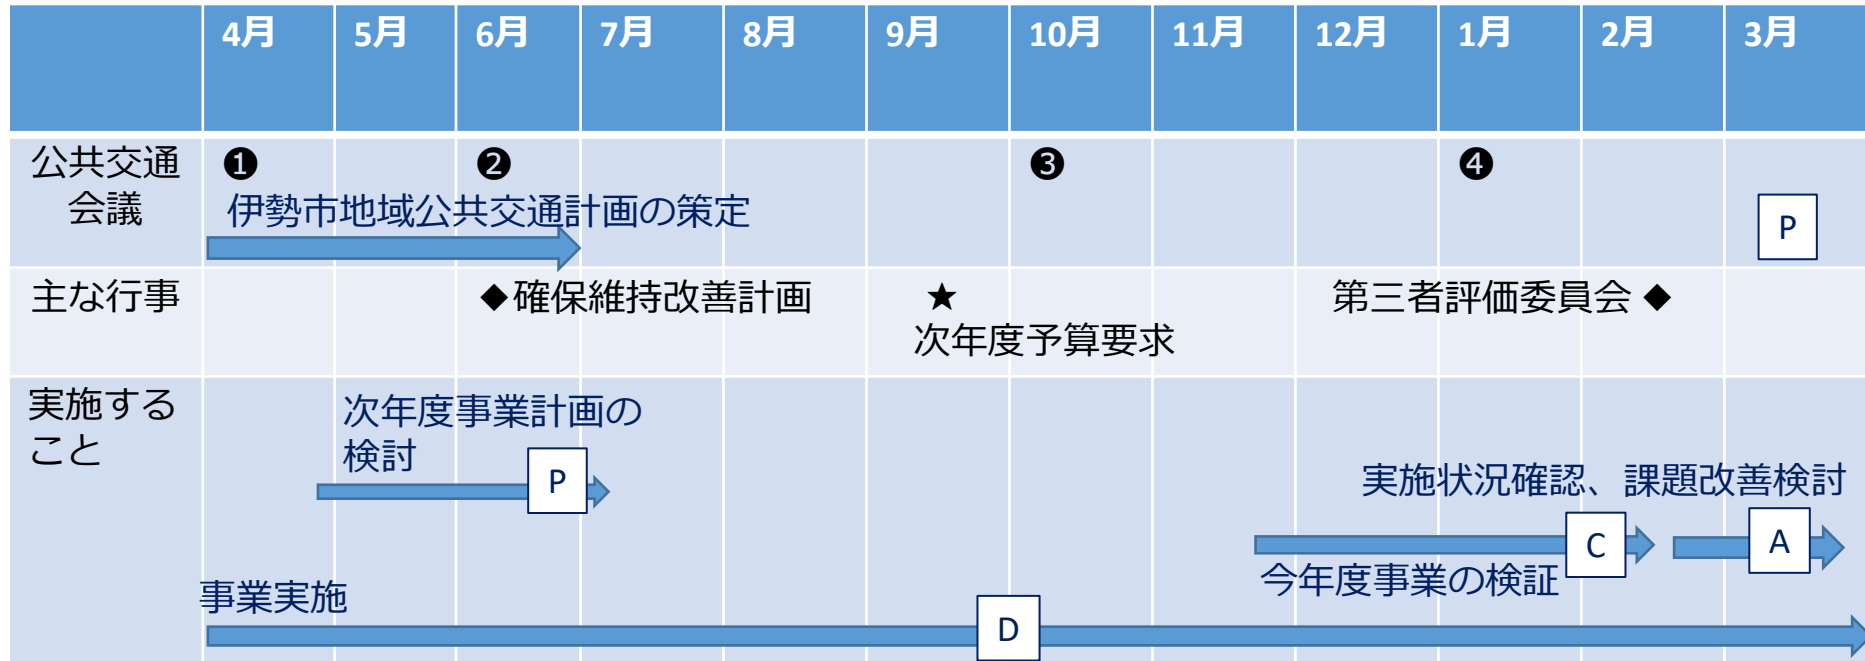 4月 5月 6月 7月 8月 9月 10月 11月 12月 1月 2月 3月
公共交通
会議
❶ ❷ ❸ ❹
伊勢市地域公共交通計画の策定
P
主な行事
◆確保維持改善計画
★
次年度予算要求
第三者評価委員会 ◆
実施する
こと
次年度事業計画の
検討
P
実施状況確認、課題改善検討
C
A
今年度事業の検証
事業実施
D